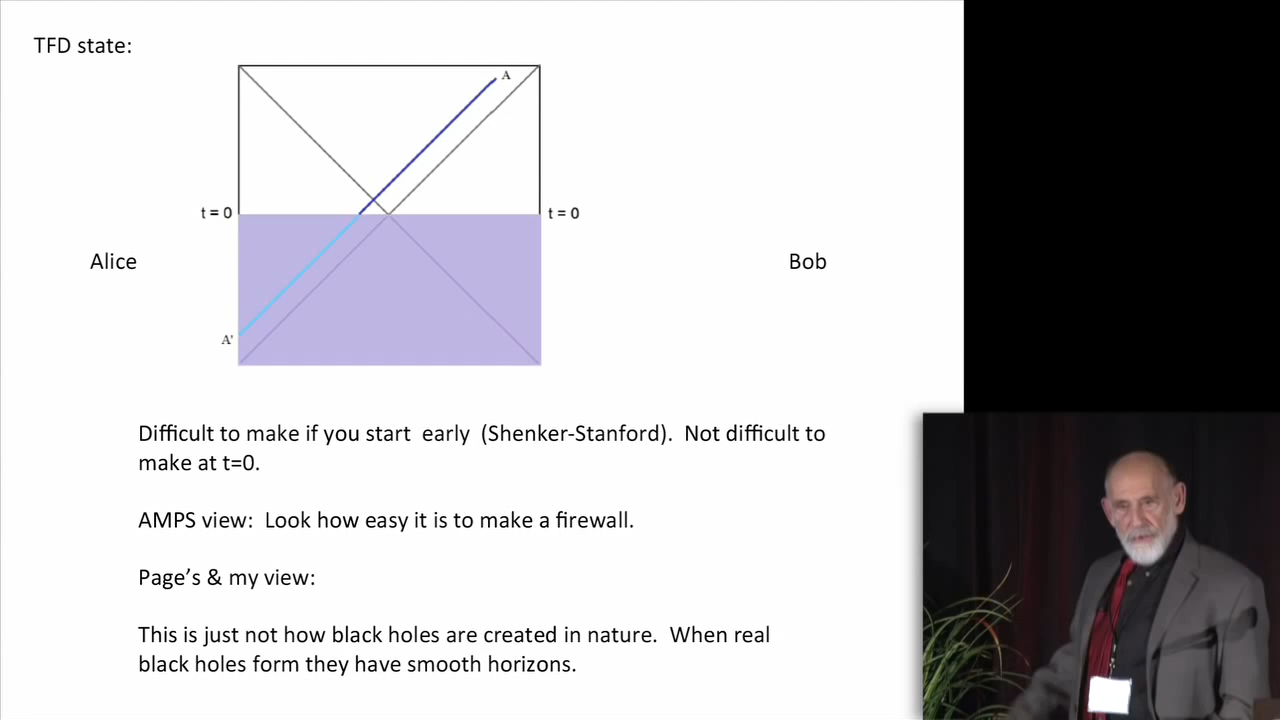 TFD state:
A
t = 0
t = 0
Alice
Bob
A'
Difficult to make if you start early (Shenker-Stanford). Not difficult to
make at t=0.
AMPS view: Look how easy it is to make a firewall.
Page’s & my view:
This is just not how black holes are created in nature. When real
black holes form they have smooth horizons.